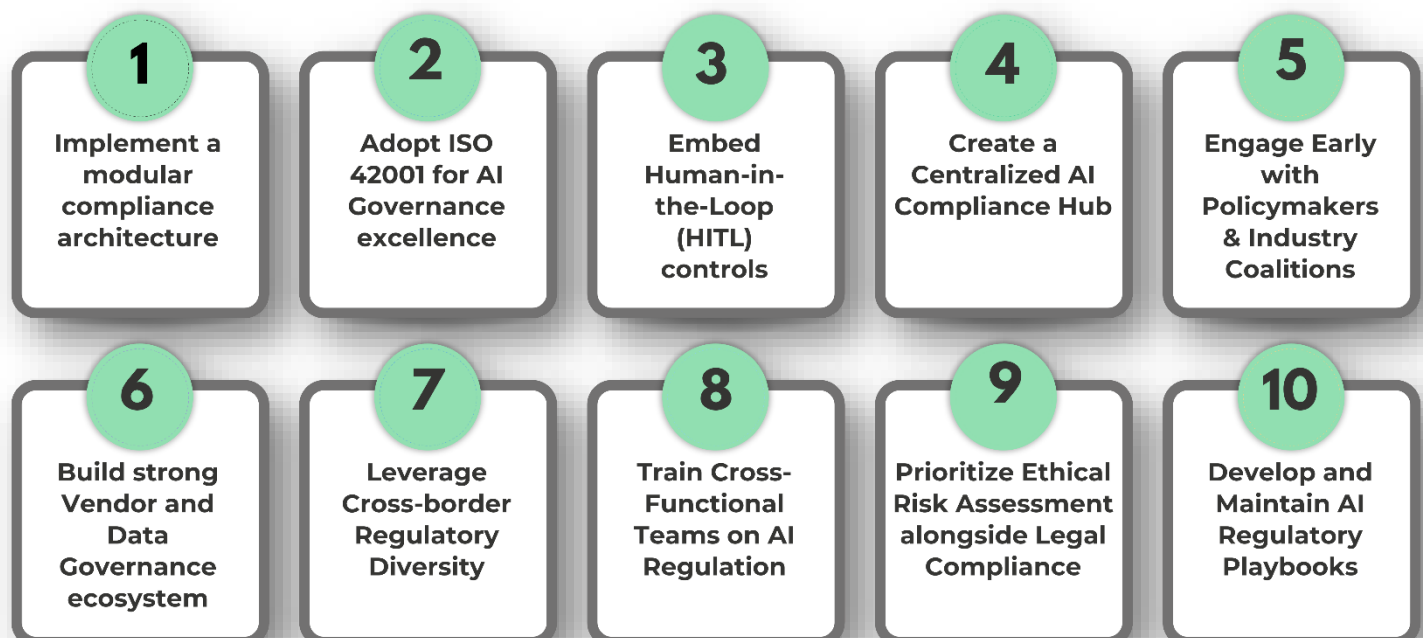 1
Implement a
modular
compliance
architecture
2
Adopt ISO
42001 for AI
Governance
excellence
3
Embed
Human-in-
the-Loop
(HITL)
controls
4
Create a
Centralized AI
Compliance Hub
5
Engage Early
with
Policymakers
& Industry
Coalitions
6
Build strong
Vendor and
Data
Governance
ecosystem
7
Leverage
Cross-border
Regulatory
Diversity
8
Train Cross-
Functional
Teams on AI
Regulation
9
Prioritize Ethical
Risk Assessment
alongside Legal
Compliance
10
Develop and
Maintain AI
Regulatory
Playbooks